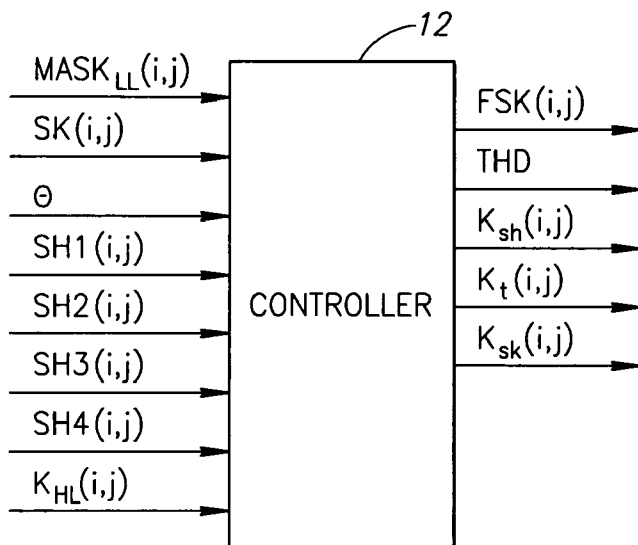 12
MASK_LL(i,j)
SK(i,j)
Θ
SH1(i,j)
SH2(i,j)
SH3(i,j)
SH4(i,j)
K_HL(i,j)
CONTROLLER
FSK(i,j)
THD
K_sh(i,j)
K_t(i,j)
K_sk(i,j)